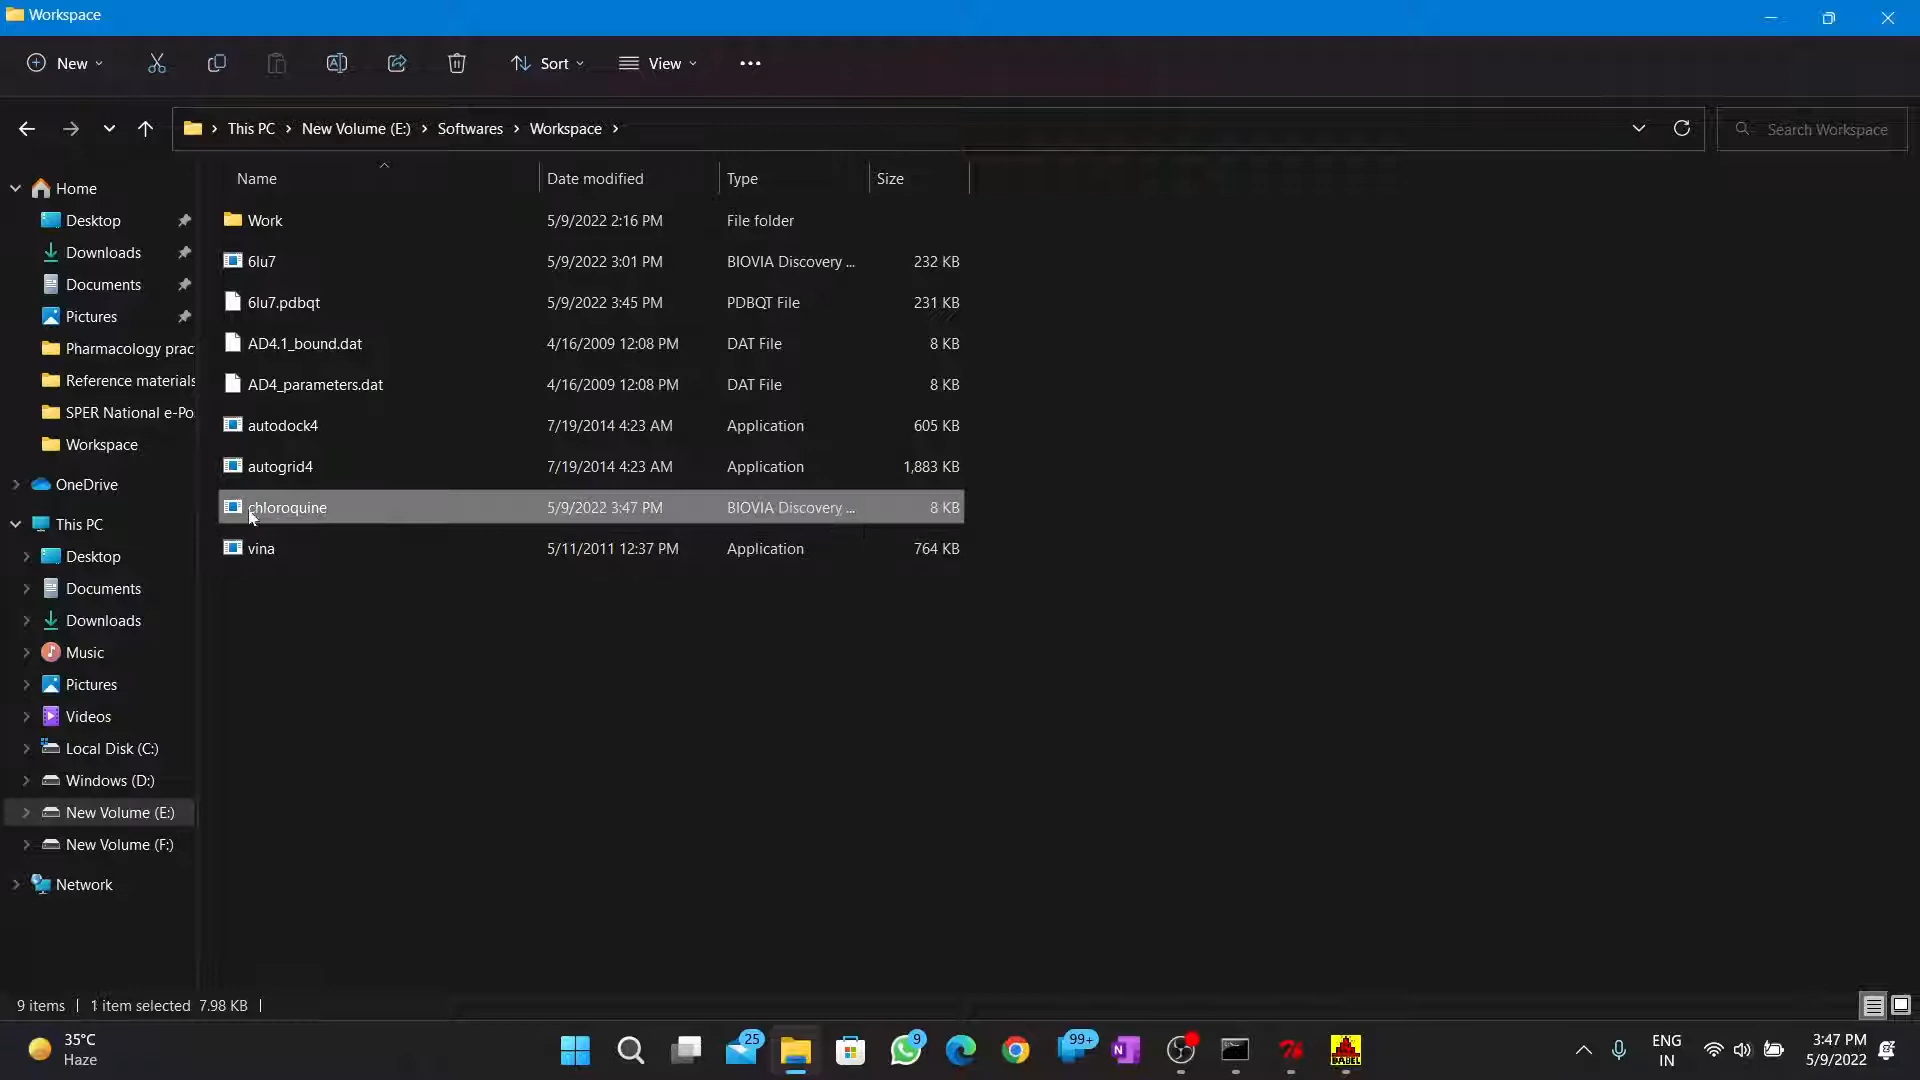 Workspace
New
Sort
View
This PC
New Volume (E:)
Softwares
Workspace
Search Workspace
Name
Date modified
Type
Size
Work 5/9/2022 2:16 PM File folder
6lu7 5/9/2022 3:01 PM BIOVIA Discovery ... 232 KB
6lu7.pdbqt 5/9/2022 3:45 PM PDBQT File 231 KB
AD4.1_bound.dat 4/16/2009 12:08 PM DAT File 8 KB
AD4_parameters.dat 4/16/2009 12:08 PM DAT File 8 KB
autodock4 7/19/2014 4:23 AM Application 605 KB
autogrid4 7/19/2014 4:23 AM Application 1,883 KB
chloroquine 5/9/2022 3:47 PM BIOVIA Discovery ... 8 KB
vina 5/11/2011 12:37 PM Application 764 KB
Home
Desktop
Downloads
Documents
Pictures
Pharmacology prac
Reference materials
SPER National e-Po
Workspace
OneDrive
This PC
Desktop
Documents
Downloads
Music
Pictures
Videos
Local Disk (C:)
Windows (D:)
New Volume (E:)
New Volume (F:)
Network
9 items 1 item selected 7.98 KB
35°C
Haze
25
9
99+
N
BABEL
ENG
IN
3:47 PM
5/9/2022